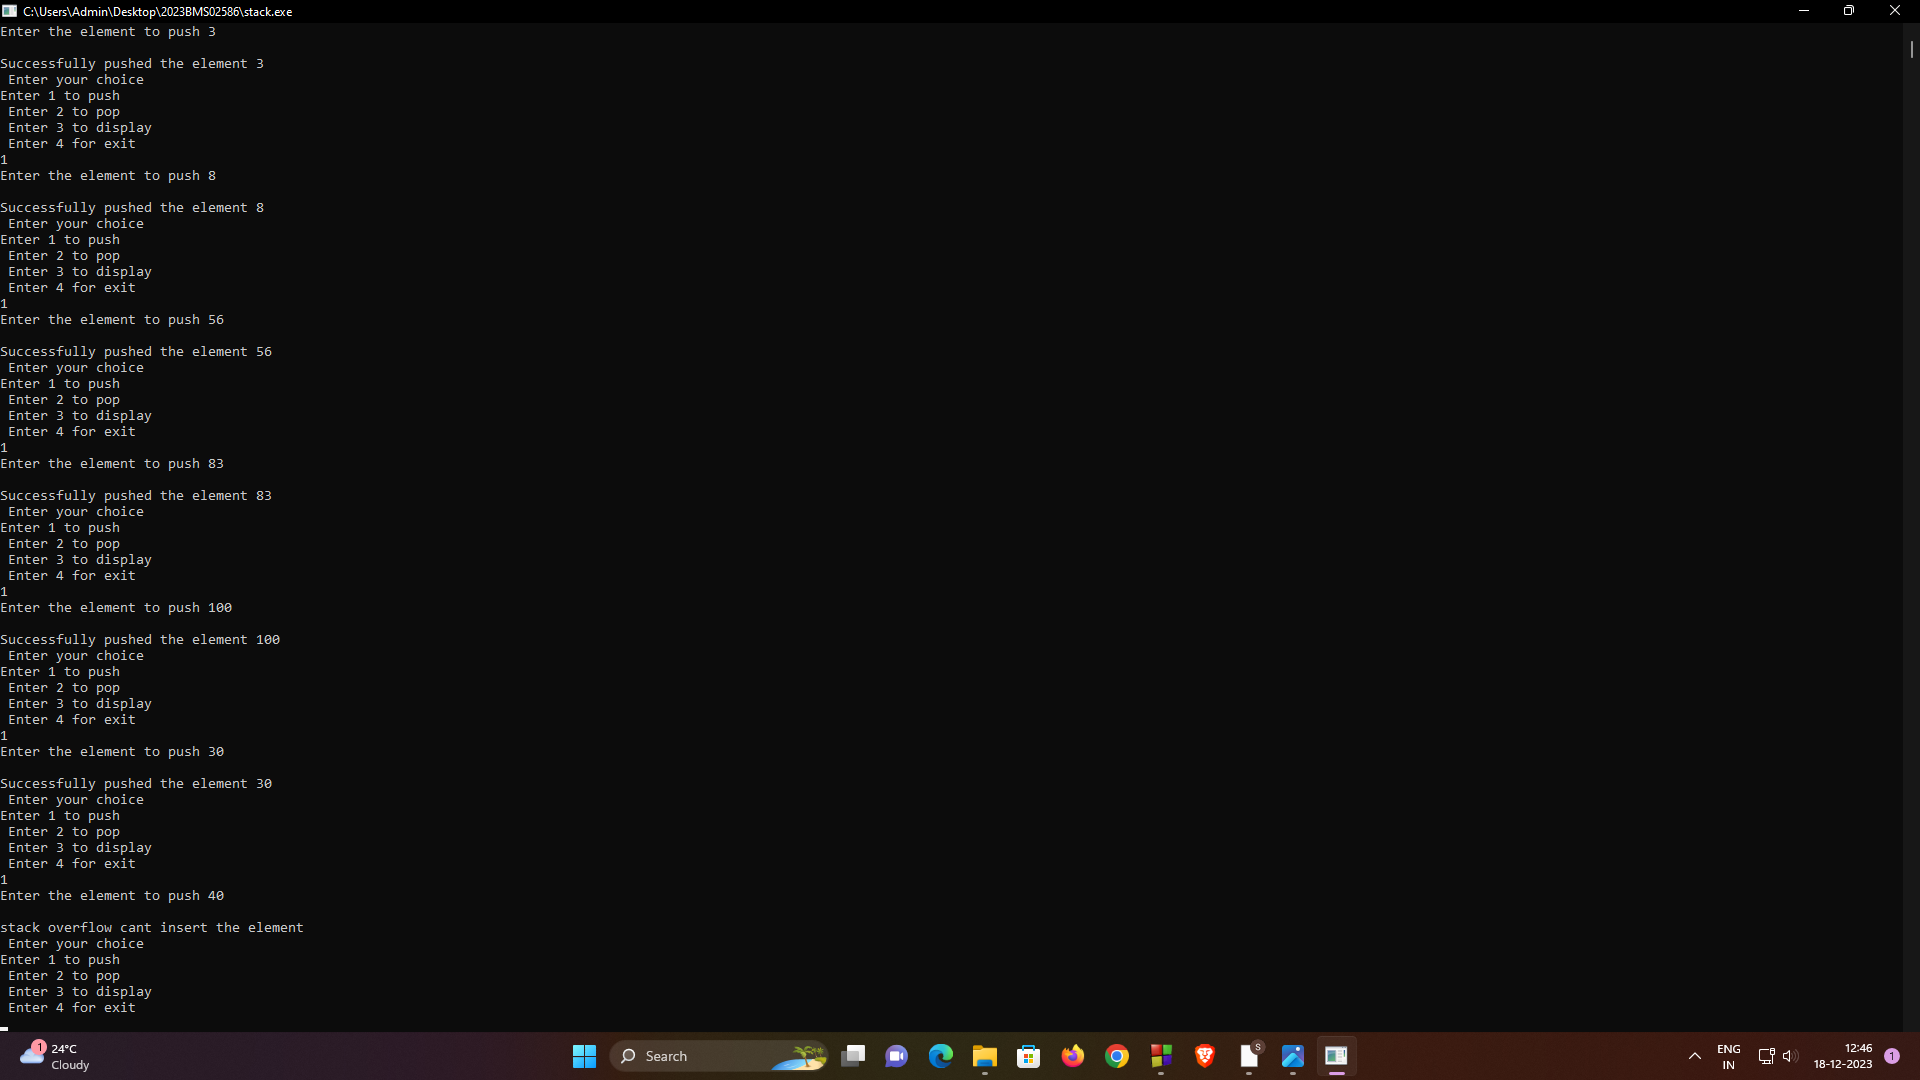 C:\Users\Admin\Desktop\2023BMS02586\stack.exe
Enter the element to push 3
Successfully pushed the element 3
Enter your choice
Enter 1 to push
Enter 2 to pop
Enter 3 to display
Enter 4 for exit
1
Enter the element to push 8
Successfully pushed the element 8
Enter your choice
Enter 1 to push
Enter 2 to pop
Enter 3 to display
Enter 4 for exit
1
Enter the element to push 56
Successfully pushed the element 56
Enter your choice
Enter 1 to push
Enter 2 to pop
Enter 3 to display
Enter 4 for exit
1
Enter the element to push 83
Successfully pushed the element 83
Enter your choice
Enter 1 to push
Enter 2 to pop
Enter 3 to display
Enter 4 for exit
1
Enter the element to push 100
Successfully pushed the element 100
Enter your choice
Enter 1 to push
Enter 2 to pop
Enter 3 to display
Enter 4 for exit
1
Enter the element to push 30
Successfully pushed the element 30
Enter your choice
Enter 1 to push
Enter 2 to pop
Enter 3 to display
Enter 4 for exit
1
Enter the element to push 40
stack overflow cant insert the element
Enter your choice
Enter 1 to push
Enter 2 to pop
Enter 3 to display
Enter 4 for exit
1
24°C
Cloudy
Search
S
ENG
IN
12:46
18-12-2023
1